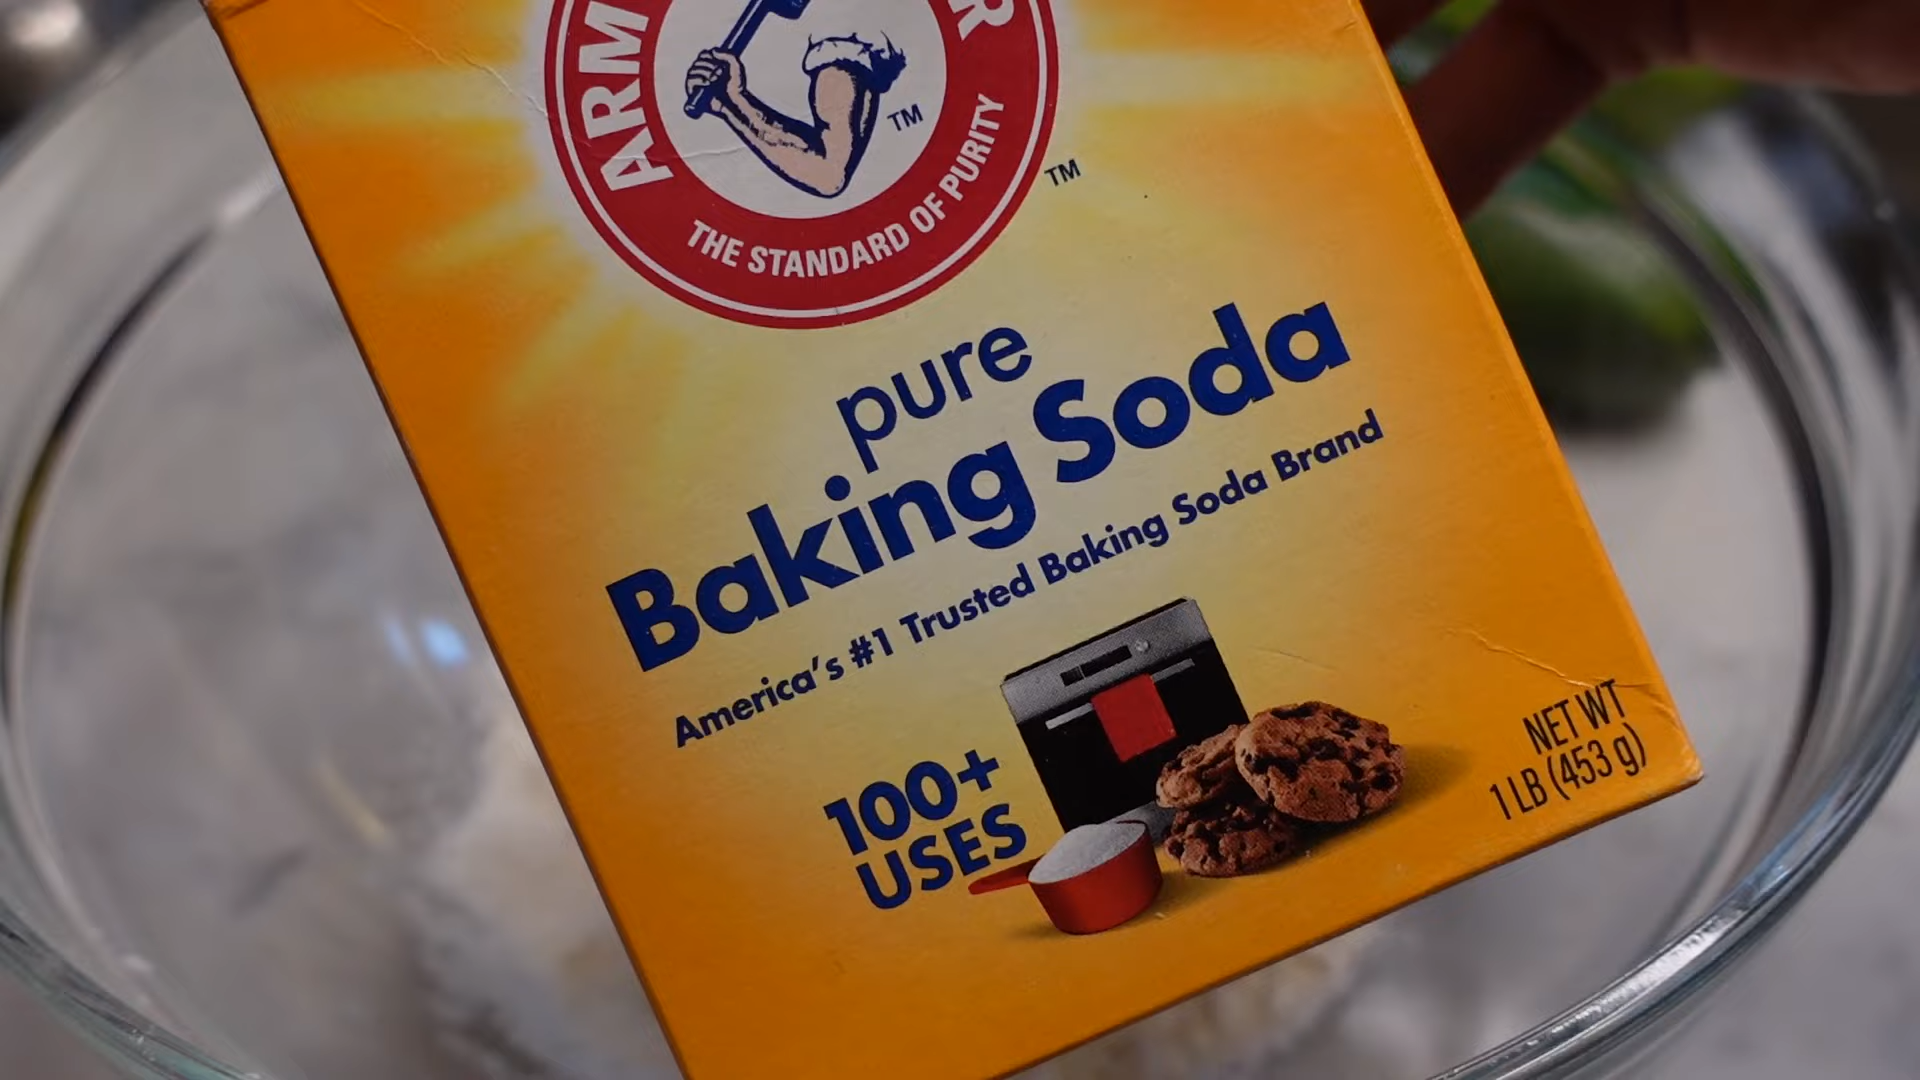 ARM
R
TM
THE STANDARD OF PURITY
TM
pure
Baking Soda
America's #1 Trusted Baking Soda Brand
100+
USES
NET WT
1 LB (453 g)